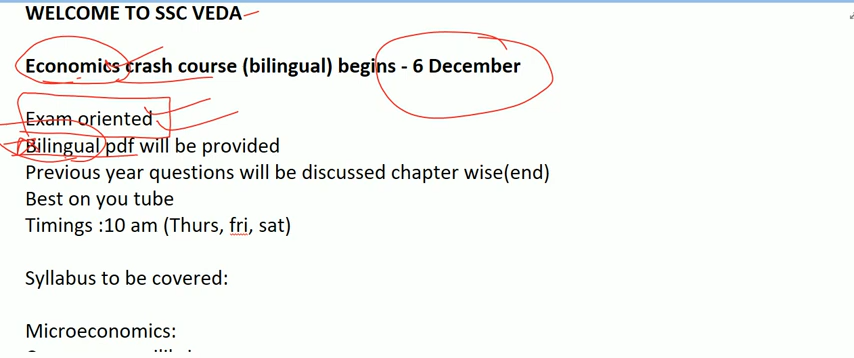 WELCOME TO SSC VEDA
Economics crash course (bilingual) begins - 6 December
Exam oriented
Bilingual pdf will be provided
Previous year questions will be discussed chapter wise(end)
Best on you tube
Timings :10 am (Thurs, fri, sat)
Syllabus to be covered:
Microeconomics: